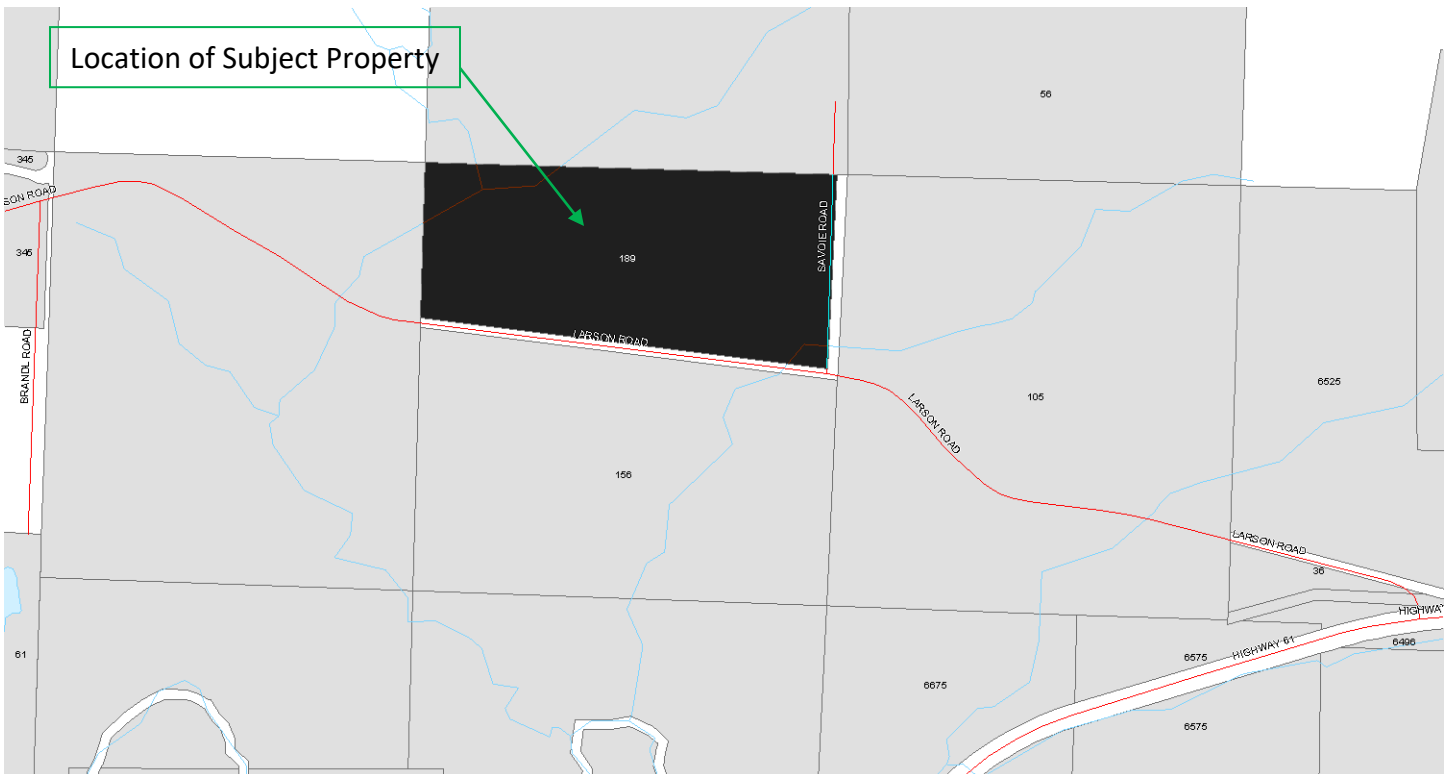 Location of Subject Property
56
345
SON ROAD
345
189
SAVOIE ROAD
LARSON ROAD
BRANDL ROAD
LARSON ROAD
105
6525
156
LARSON ROAD
36
HIGHWAY 61
HIGHWA
6496
61
6575
6675
6575